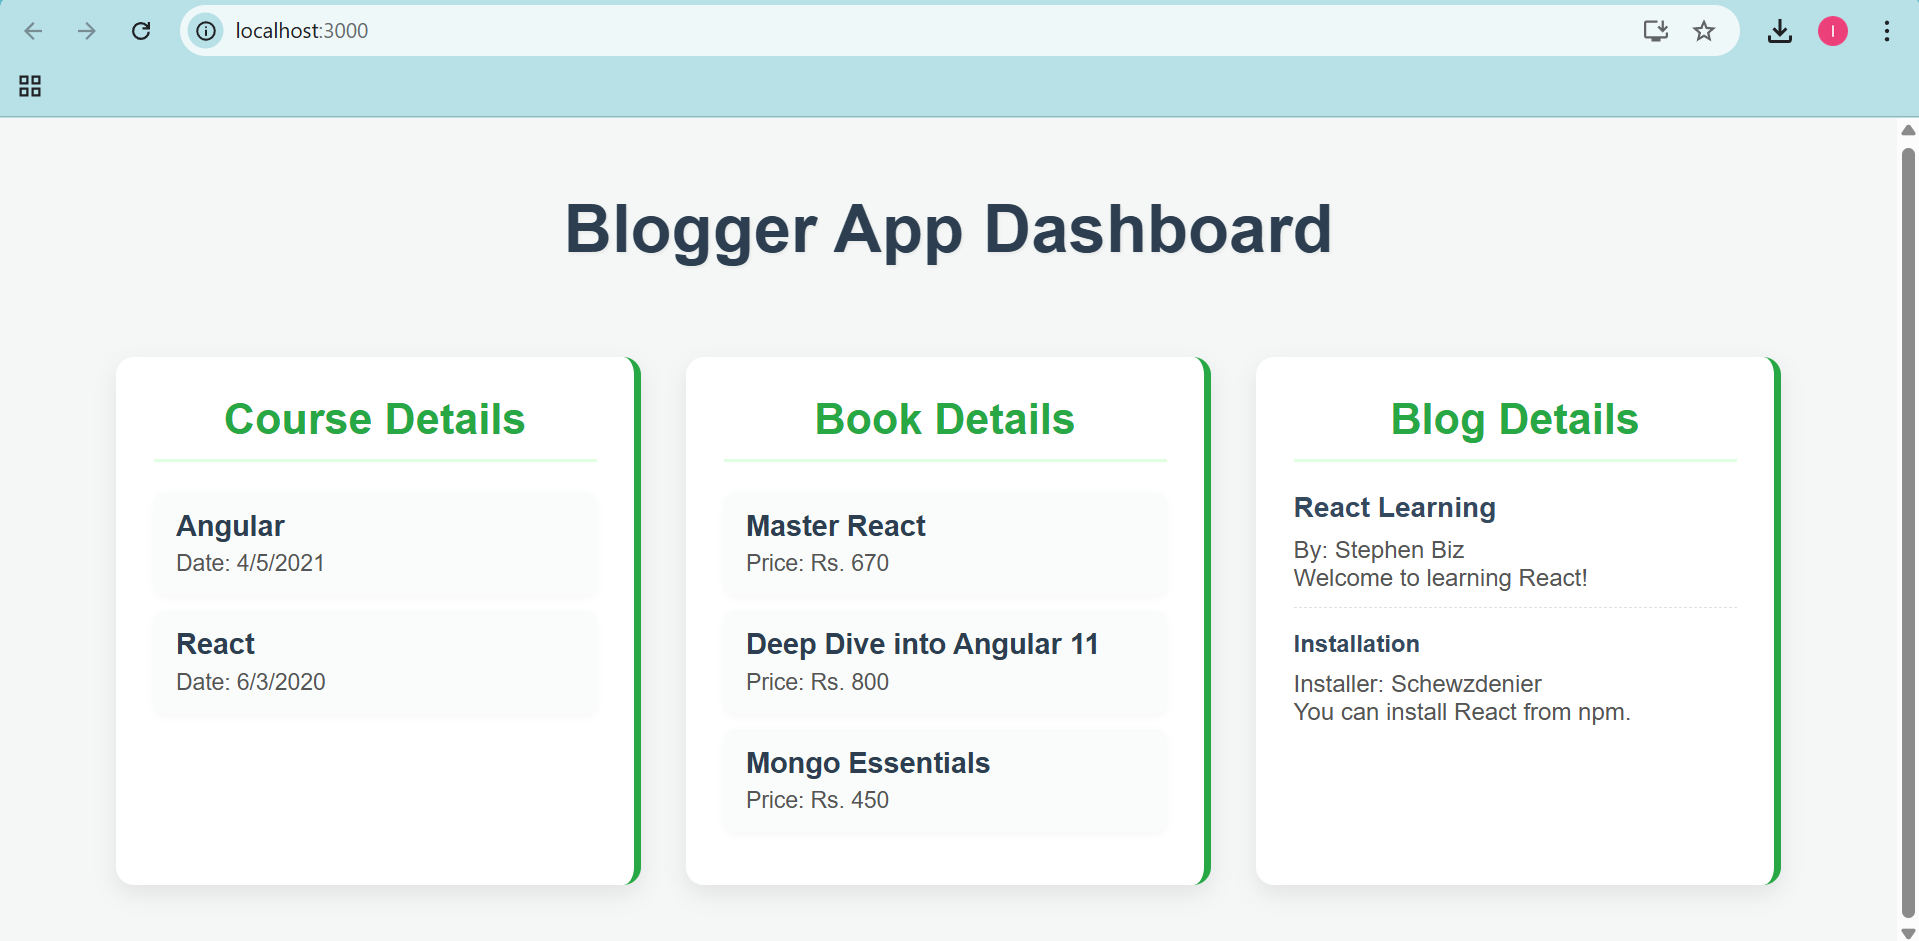 localhost:3000
I
Blogger App Dashboard
Course Details
Angular
Date: 4/5/2021
React
Date: 6/3/2020
Book Details
Master React
Price: Rs. 670
Deep Dive into Angular 11
Price: Rs. 800
Mongo Essentials
Price: Rs. 450
Blog Details
React Learning
By: Stephen Biz
Welcome to learning React!
Installation
Installer: Schewzdenier
You can install React from npm.